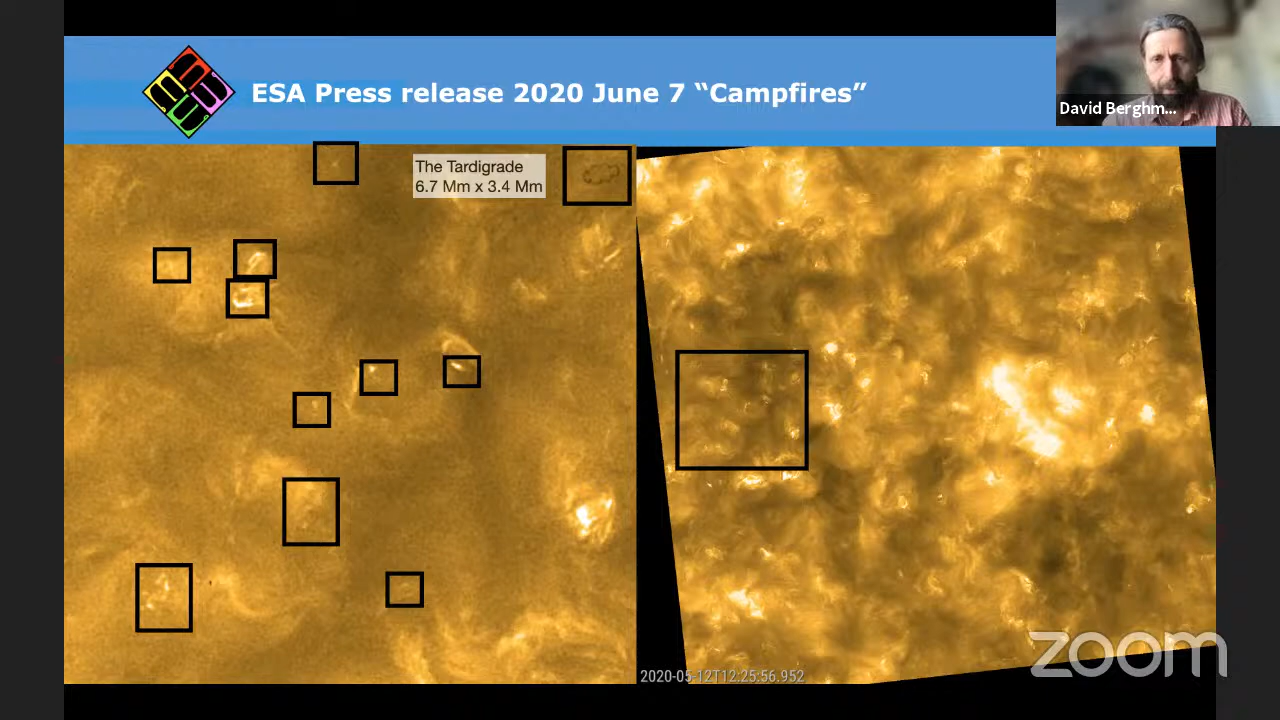 ESA Press release 2020 June 7 “Campfires”
David Berghm...
The Tardigrade
6.7 Mm x 3.4 Mm
2020-05-12T12:25:56.952
zoom